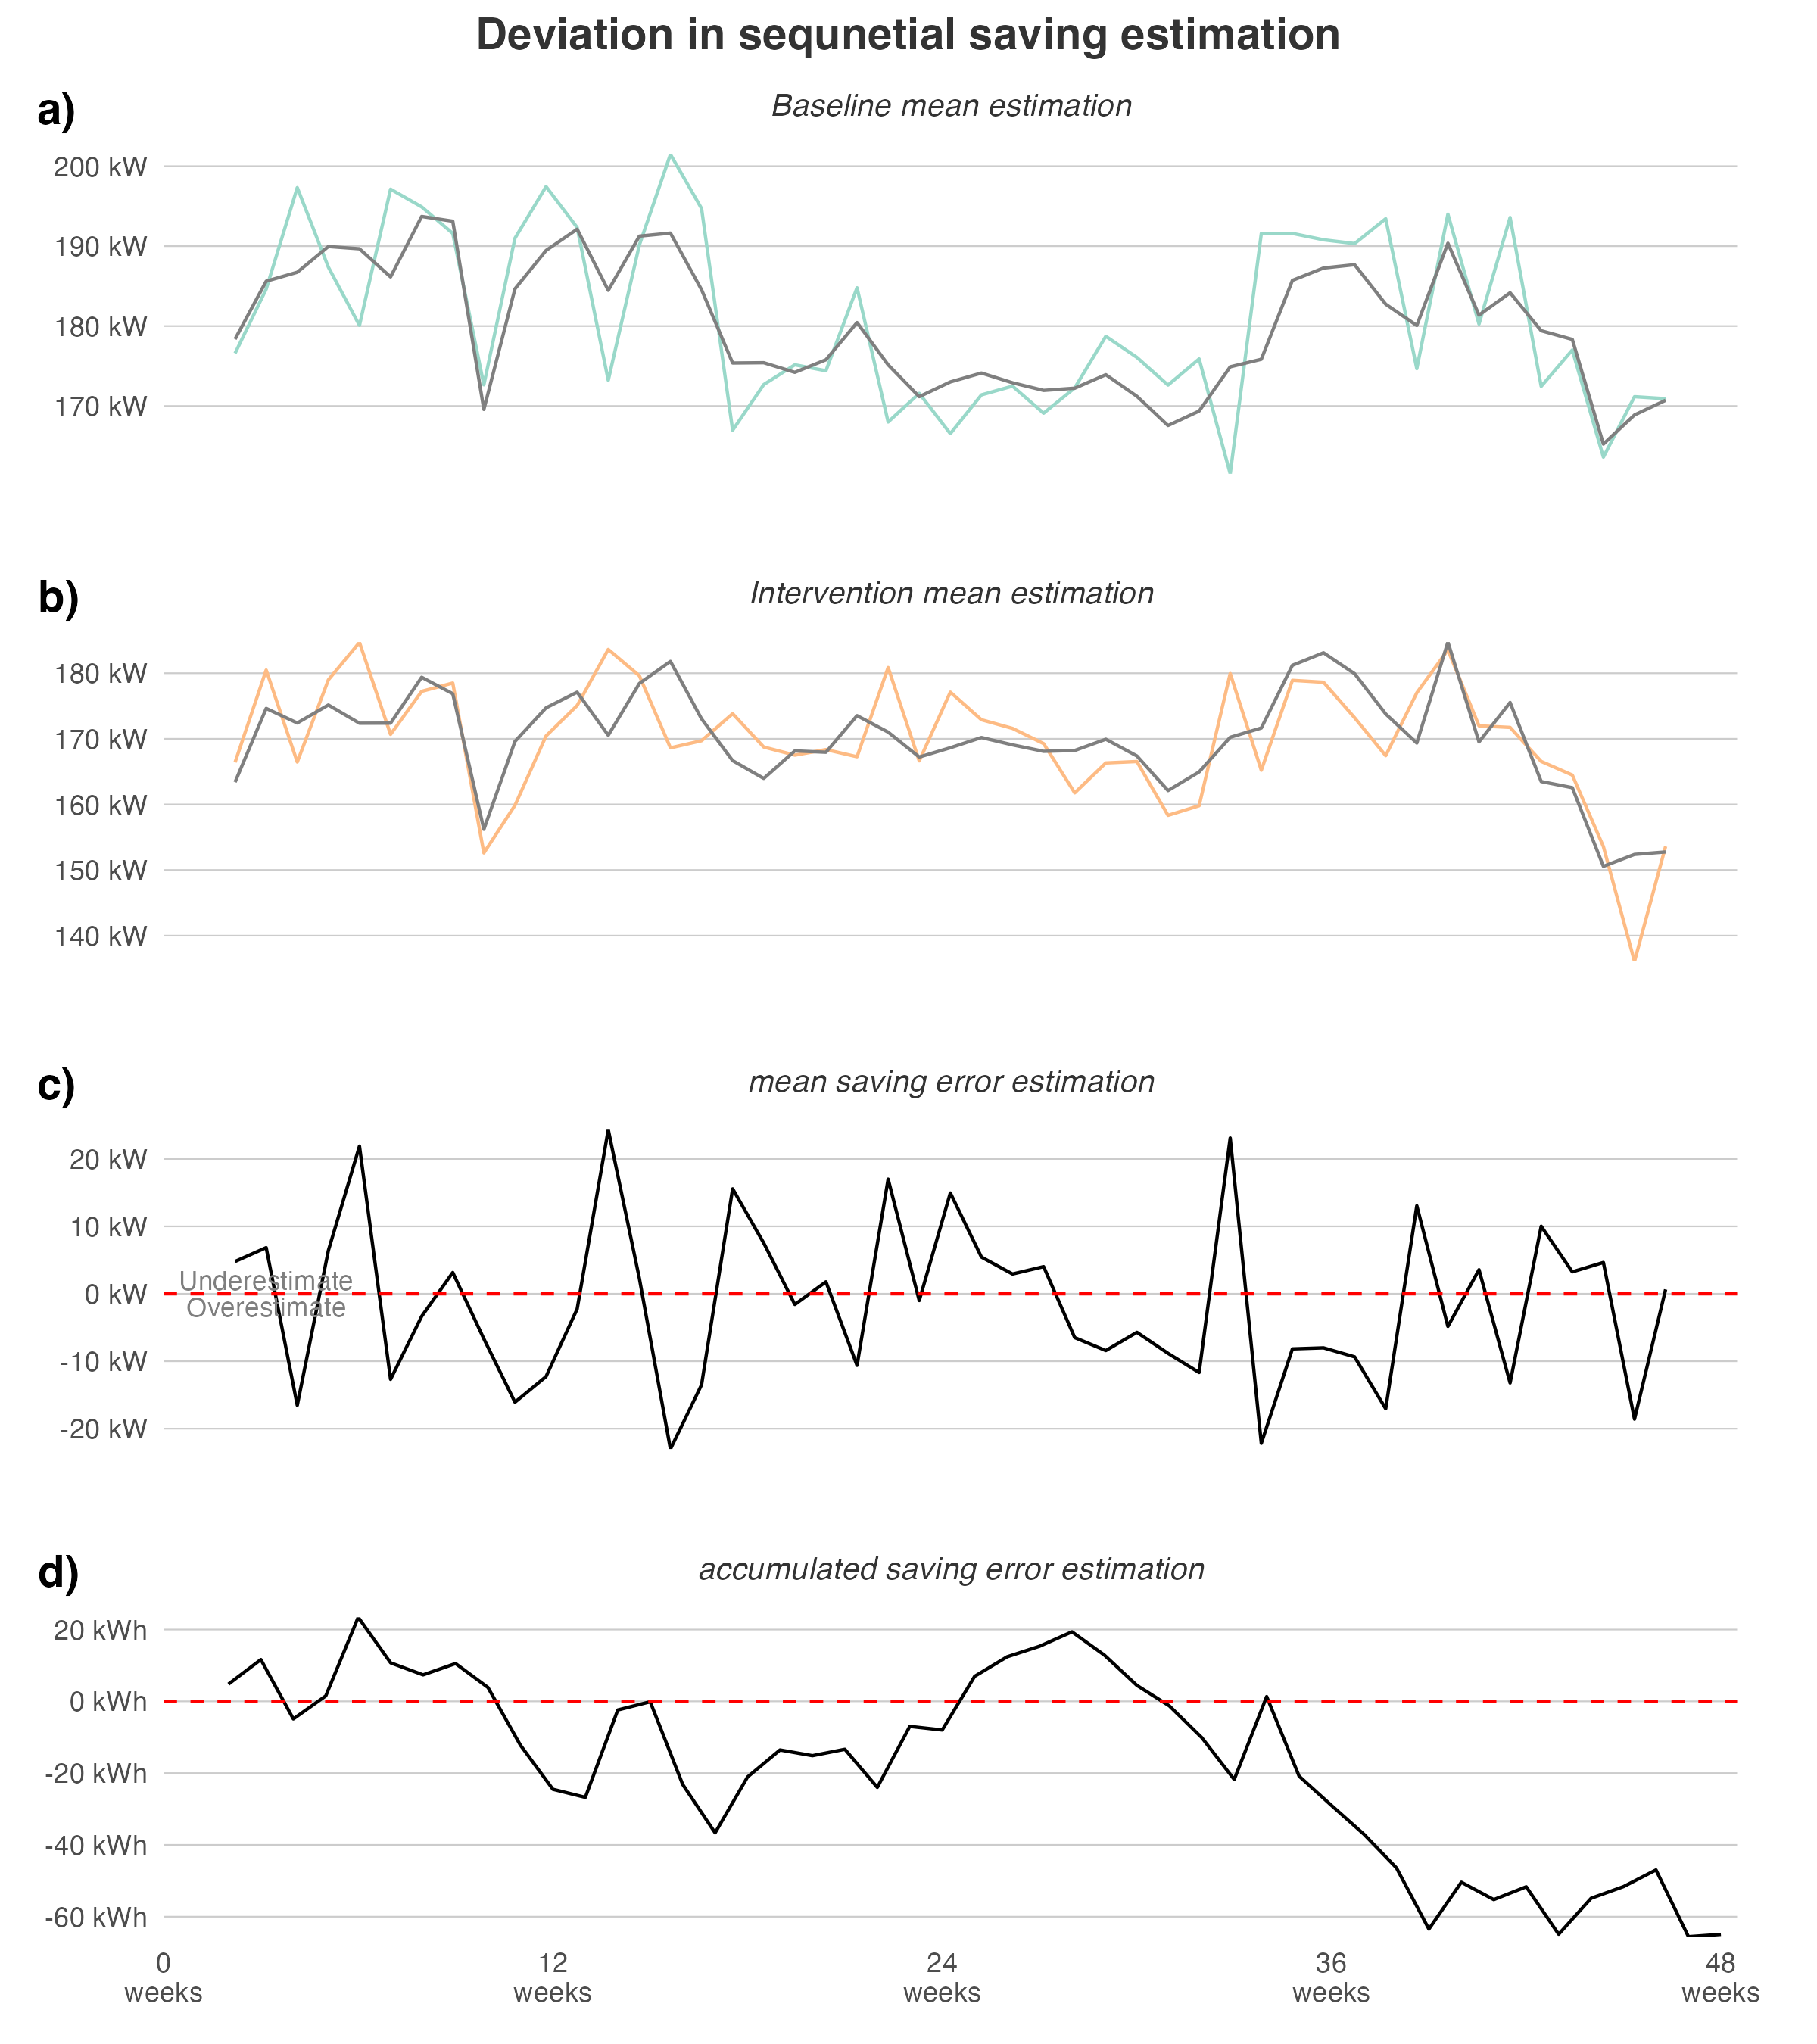 Deviation in sequnetial saving estimation
a)
Baseline mean estimation
200 kW
190 kW
180 kW
170 kW
b)
Intervention mean estimation
180 kW
170 kW
160 kW
150 kW
140 kW
c)
mean saving error estimation
20 kW
10 kW
Underestimate
0 kW
Overestimate
-10 kW
-20 kW
d)
accumulated saving error estimation
20 kWh
0 kWh
-20 kWh
-40 kWh
-60 kWh
0 12 24 36 48
weeks weeks weeks weeks weeks